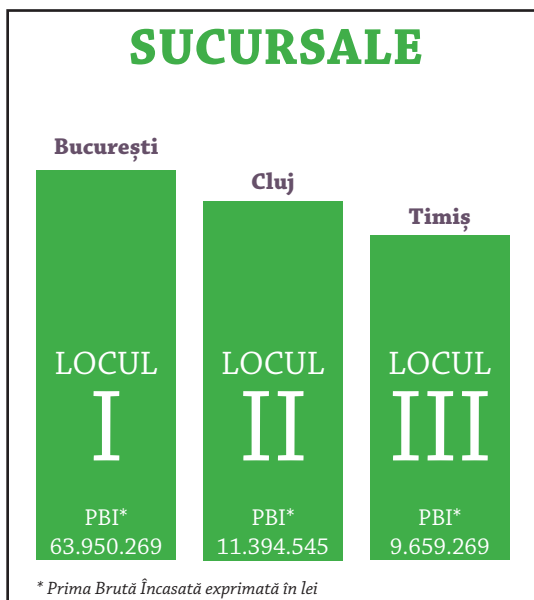 SUCURSALE
București
Cluj
Timiș
LOCUL
I
PBI*
63.950.269
LOCUL
II
PBI*
11.394.545
LOCUL
III
PBI*
9.659.269
* Prima Brută Încasată exprimată în lei